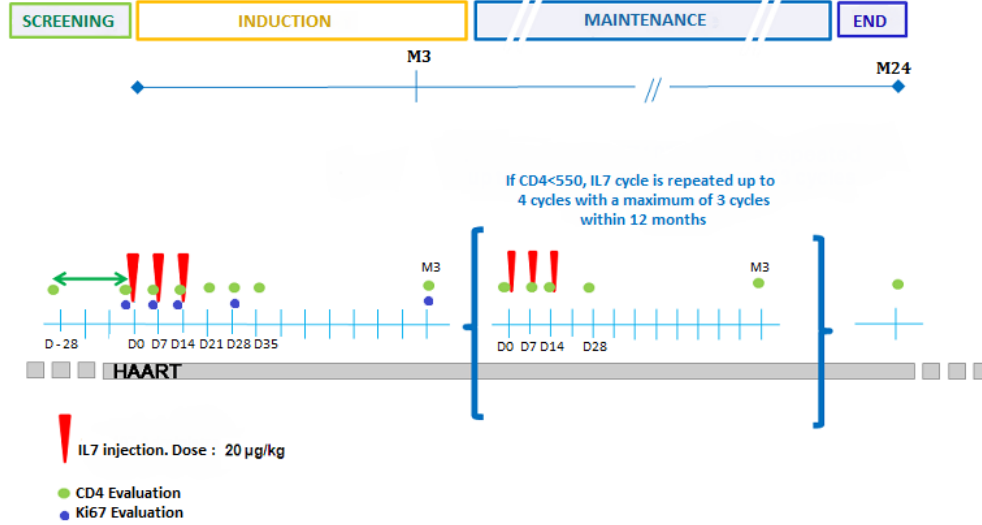 SCREENING INDUCTION MAINTENANCE END
M3
M24
If CD4<550, IL7 cycle is repeated up to
4 cycles with a maximum of 3 cycles
within 12 months
M3 M3
D -28 D0 D7 D14 D21 D28 D35 D0 D7 D14 D28
HAART
IL7 injection. Dose : 20 µg/kg
CD4 Evaluation
Ki67 Evaluation